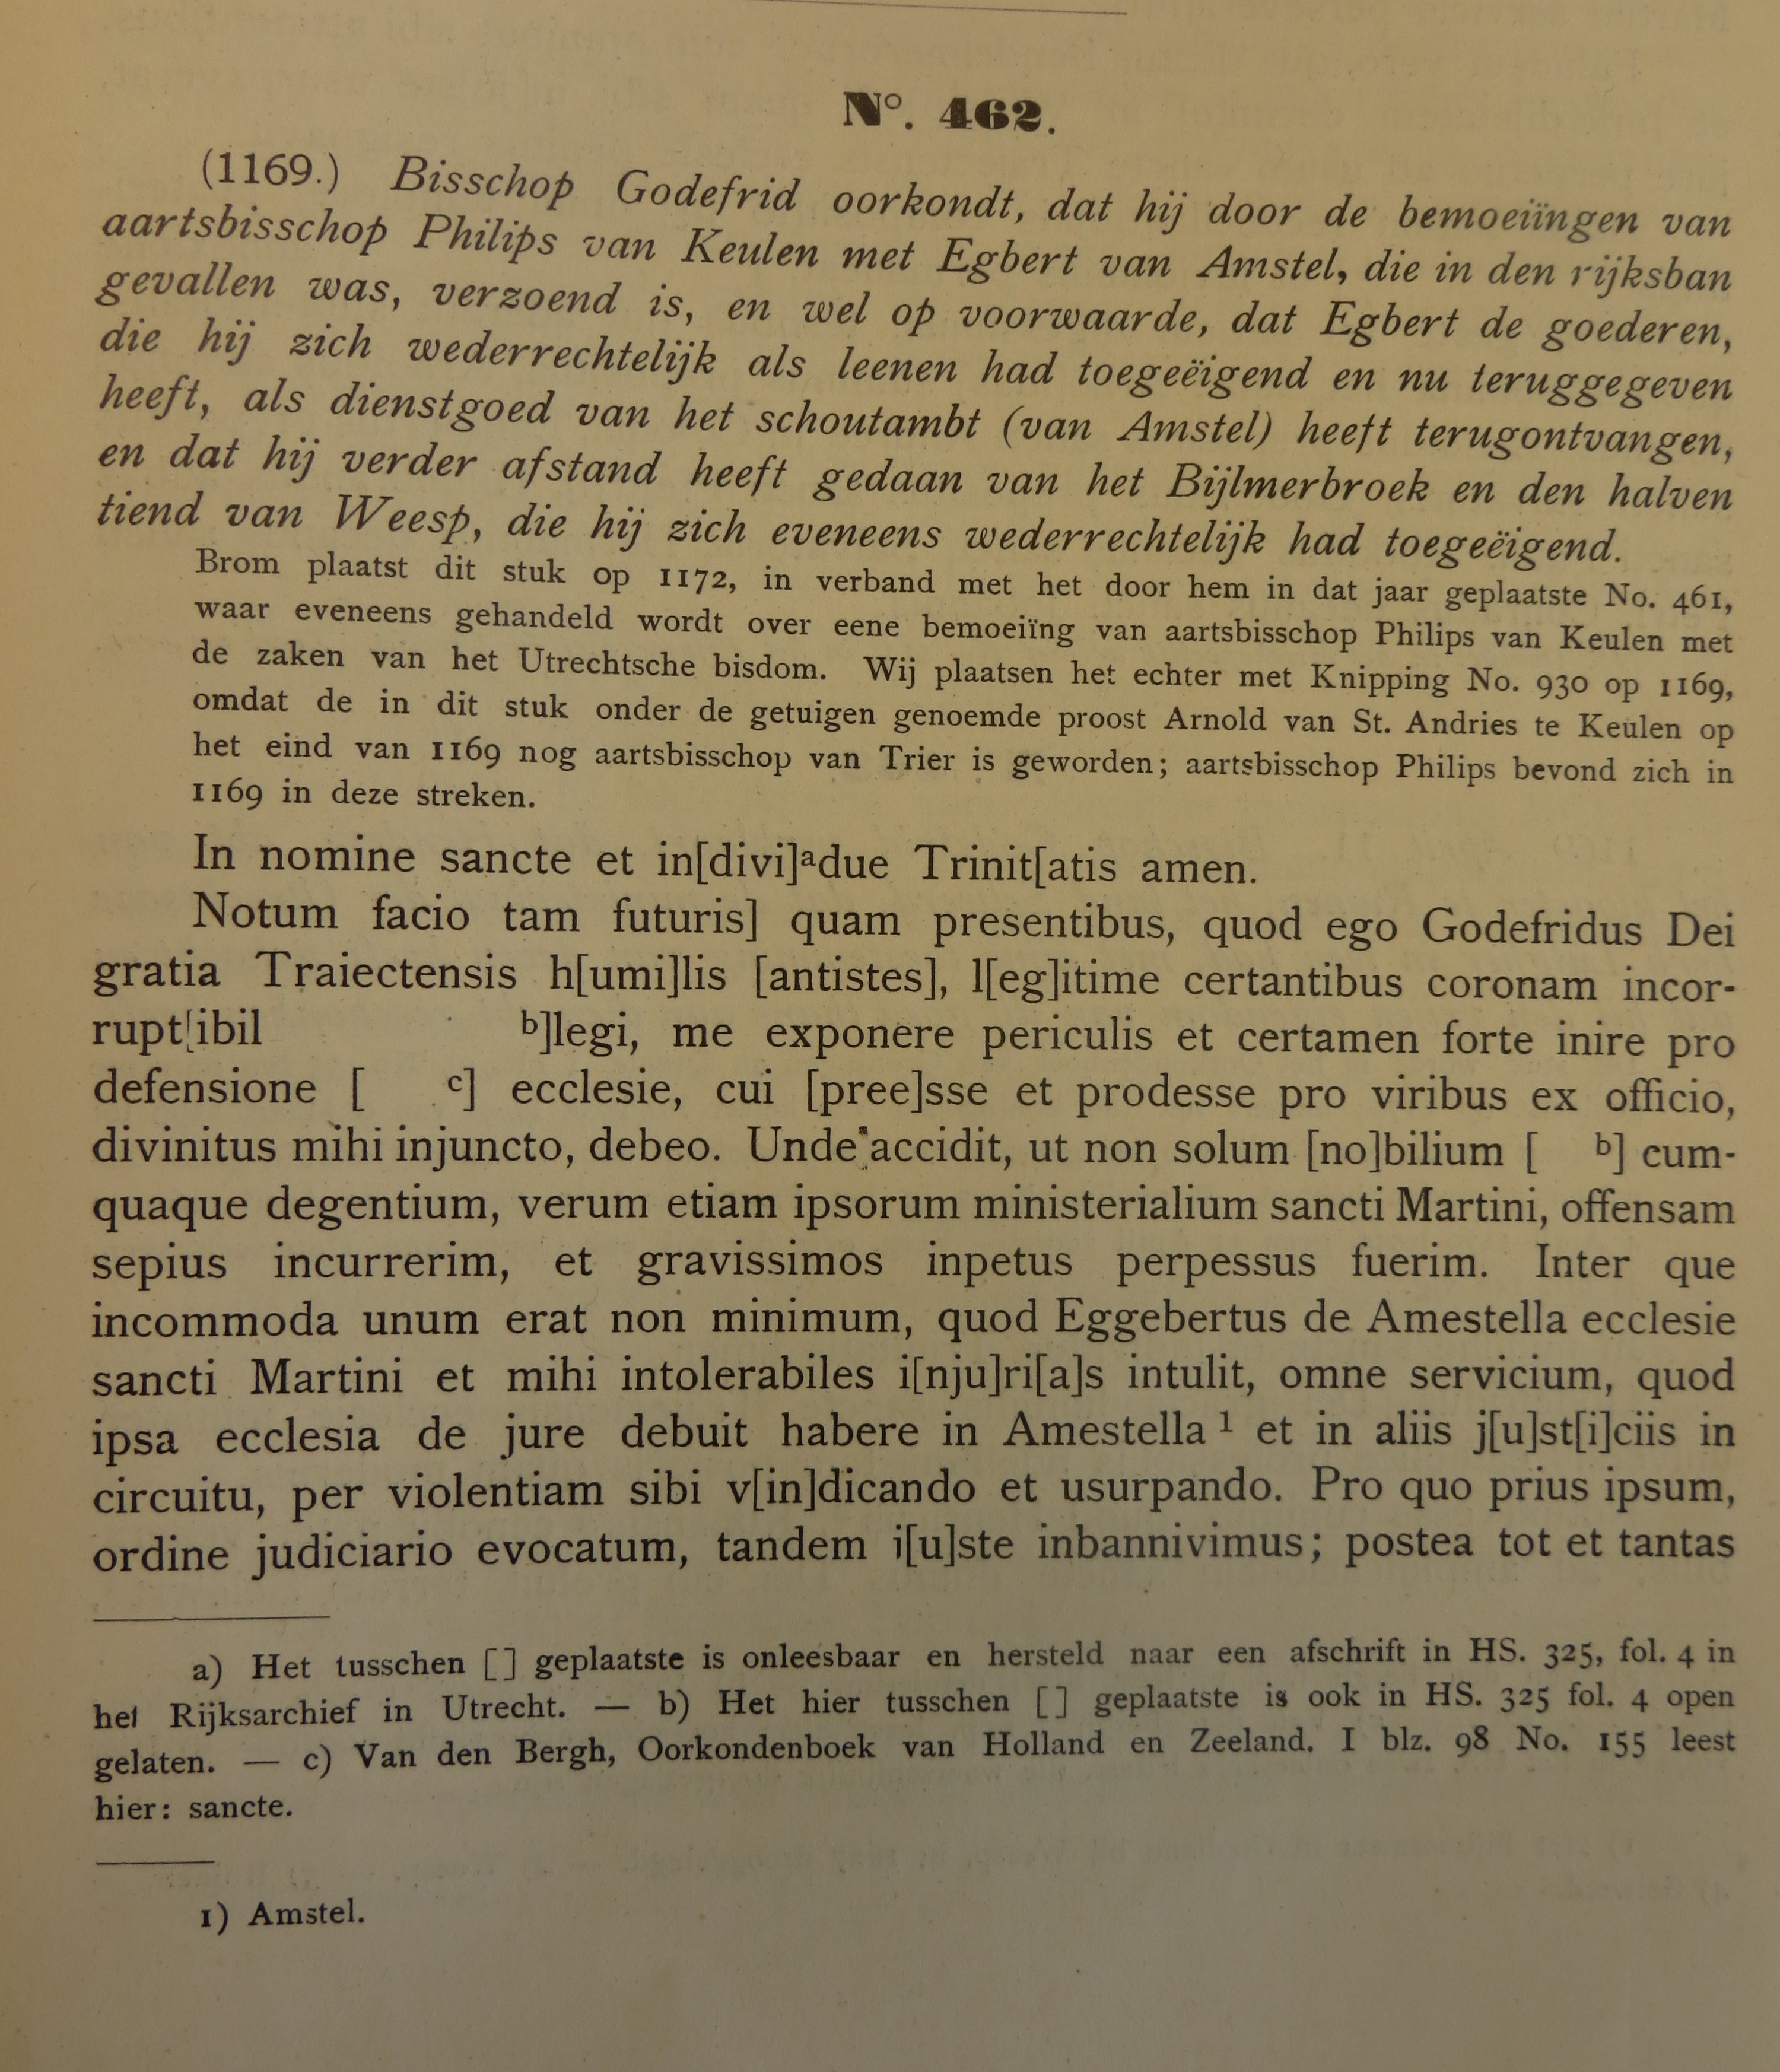 N°. 462.
(1169.) Bisschop Godefrid oorkondt, dat hij door de bemoeiïngen van
aartsbisschop Philips van Keulen met Egbert van Amstel, die in den rijksban
gevallen was, verzoend is, en wel op voorwaarde, dat Egbert de goederen,
die hij zich wederrechtelijk als leenen had toegeëigend en nu teruggegeven
heeft, als dienstgoed van het schoutambt (van Amstel) heeft terugontvangen,
en dat hij verder afstand heeft gedaan van het Bijlmerbroek en den halven
tiend van Weesp, die hij zich eveneens wederrechtelijk had toegeëigend.
Brom plaatst dit stuk op 1172, in verband met het door hem in dat jaar geplaatste No. 461,
waar eveneens gehandeld wordt over eene bemoeiïng van aartsbisschop Philips van Keulen met
de zaken van het Utrechtsche bisdom. Wij plaatsen het echter met Knipping No. 930 op 1169,
omdat de in dit stuk onder de getuigen genoemde proost Arnold van St. Andries te Keulen op
het eind van 1169 nog aartsbisschop van Trier is geworden; aartsbisschop Philips bevond zich in
1169 in deze streken.
In nomine sancte et in[divi]ᵃdue Trinit[atis amen.
Notum facio tam futuris] quam presentibus, quod ego Godefridus Dei
gratia Traiectensis h[umi]lis [antistes], l[eg]itime certantibus coronam incor-
rupt[ibil ᵇ]legi, me exponere periculis et certamen forte inire pro
defensione [ ᶜ] ecclesie, cui [pree]sse et prodesse pro viribus ex officio,
divinitus mihi injuncto, debeo. Unde accidit, ut non solum [no]bilium [ ᵇ] cum-
quaque degentium, verum etiam ipsorum ministerialium sancti Martini, offensam
sepius incurrerim, et gravissimos inpetus perpessus fuerim. Inter que
incommoda unum erat non minimum, quod Eggebertus de Amestella ecclesie
sancti Martini et mihi intolerabiles i[nju]ri[a]s intulit, omne servicium, quod
ipsa ecclesia de jure debuit habere in Amestella ¹ et in aliis j[u]st[i]ciis in
circuitu, per violentiam sibi v[in]dicando et usurpando. Pro quo prius ipsum,
ordine judiciario evocatum, tandem i[u]ste inbannivimus; postea tot et tantas
a) Het tusschen [ ] geplaatste is onleesbaar en hersteld naar een afschrift in HS. 325, fol. 4 in
het Rijksarchief in Utrecht. — b) Het hier tusschen [ ] geplaatste is ook in HS. 325 fol. 4 open
gelaten. — c) Van den Bergh, Oorkondenboek van Holland en Zeeland. I blz. 98 No. 155 leest
hier: sancte.
1) Amstel.